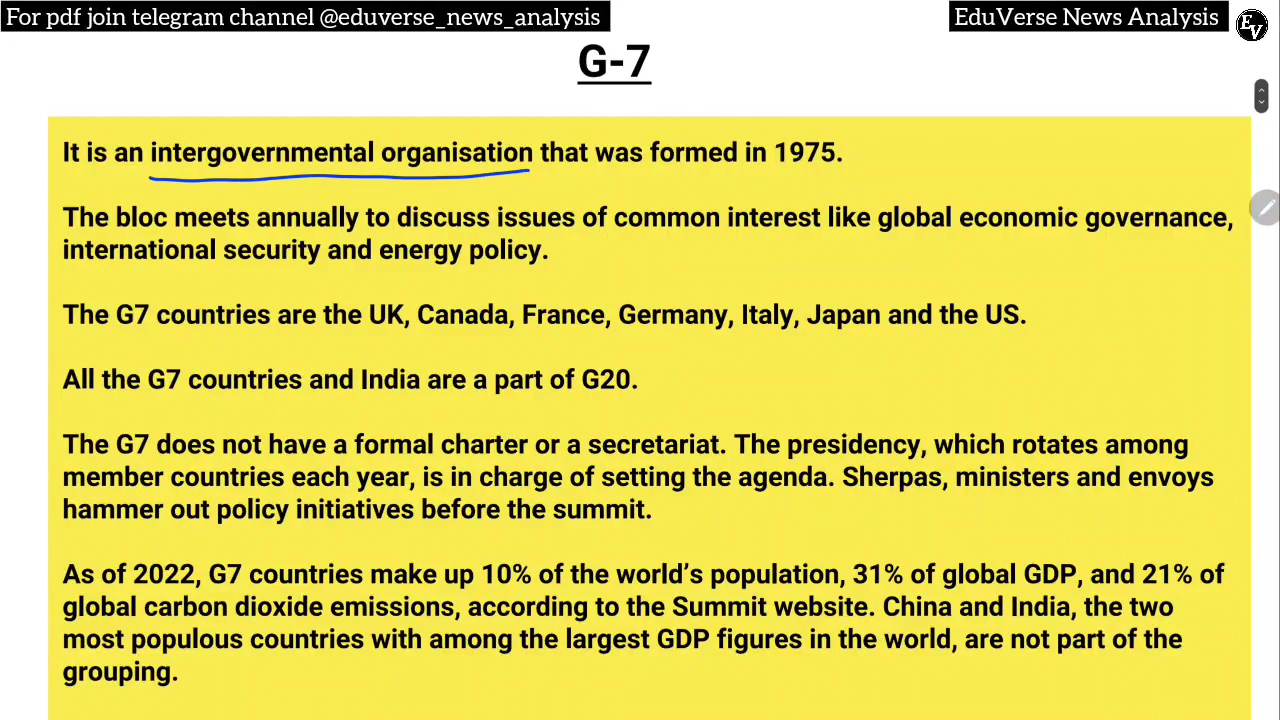 For pdf join telegram channel @eduverse_news_analysis
EduVerse News Analysis
EV
G-7
It is an intergovernmental organisation that was formed in 1975.
The bloc meets annually to discuss issues of common interest like global economic governance,
international security and energy policy.
The G7 countries are the UK, Canada, France, Germany, Italy, Japan and the US.
All the G7 countries and India are a part of G20.
The G7 does not have a formal charter or a secretariat. The presidency, which rotates among
member countries each year, is in charge of setting the agenda. Sherpas, ministers and envoys
hammer out policy initiatives before the summit.
As of 2022, G7 countries make up 10% of the world’s population, 31% of global GDP, and 21% of
global carbon dioxide emissions, according to the Summit website. China and India, the two
most populous countries with among the largest GDP figures in the world, are not part of the
grouping.